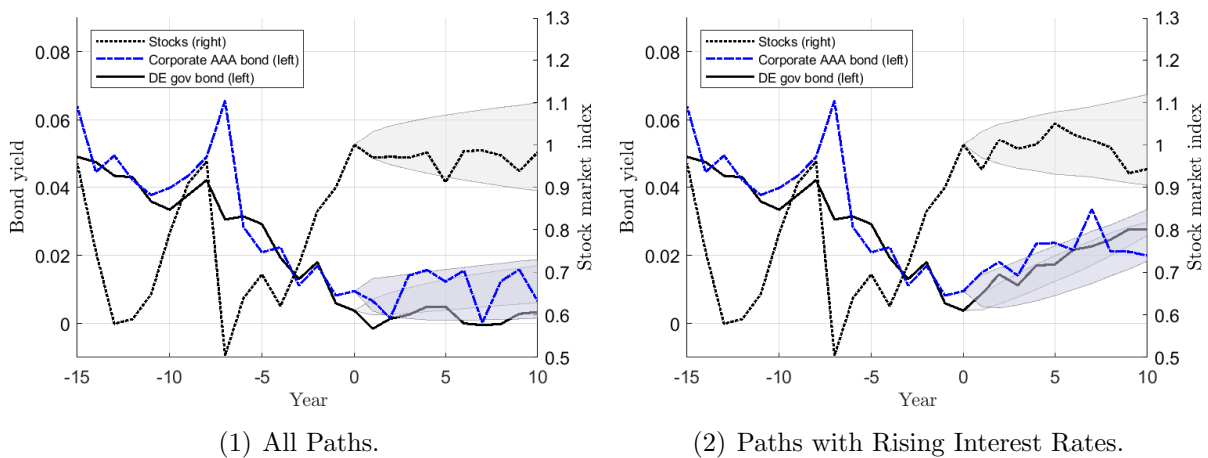 1.3
0.08
Stocks (right)
Corporate AAA bond (left)
DE gov bond (left)
1.2
1.1
0.06
1
0.04
0.9
0.8
0.02
0.7
0.6
0
0.5
Bond yield
Stock market index
-15
-10
-5
0
5
10
Year
(1) All Paths.
1.3
0.08
Stocks (right)
Corporate AAA bond (left)
DE gov bond (left)
1.2
1.1
0.06
1
0.04
0.9
0.8
0.02
0.7
0.6
0
0.5
Bond yield
Stock market index
-15
-10
-5
0
5
10
Year
(2) Paths with Rising Interest Rates.